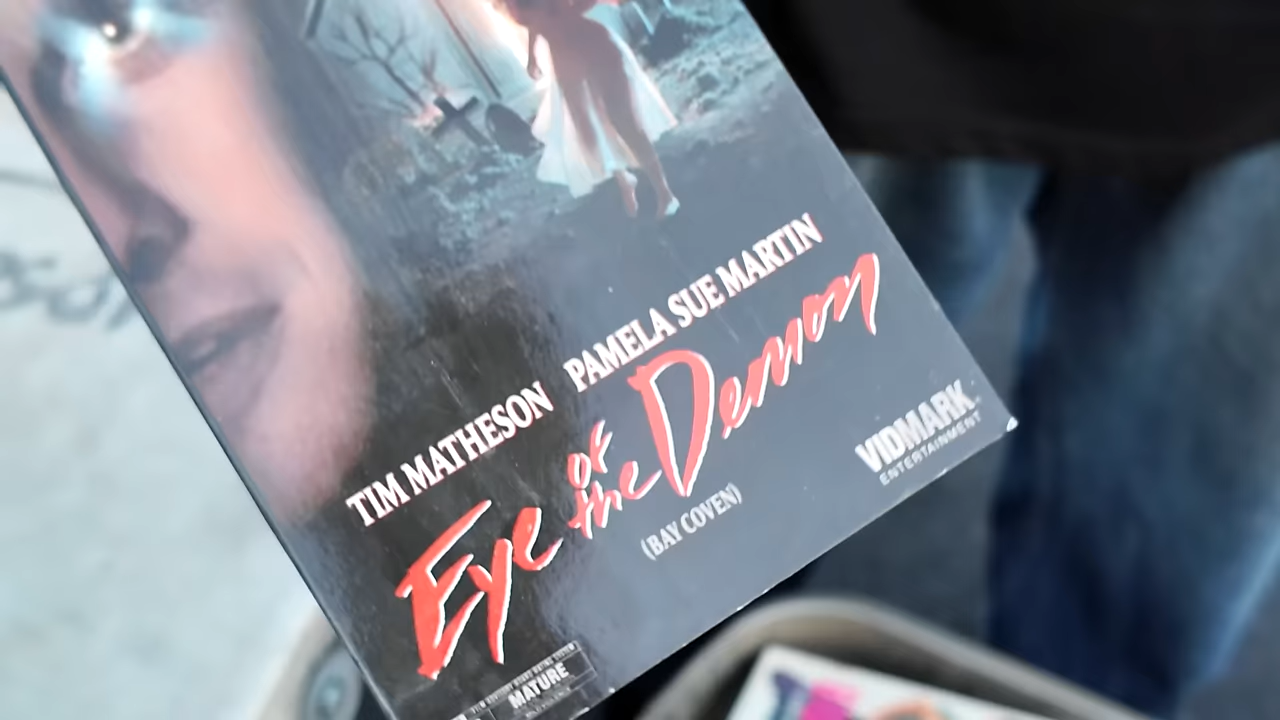 TIM MATHESON PAMELA SUE MARTIN
Eye of the Demon
(BAY COVEN)
VIDMARK
ENTERTAINMENT
MATURE